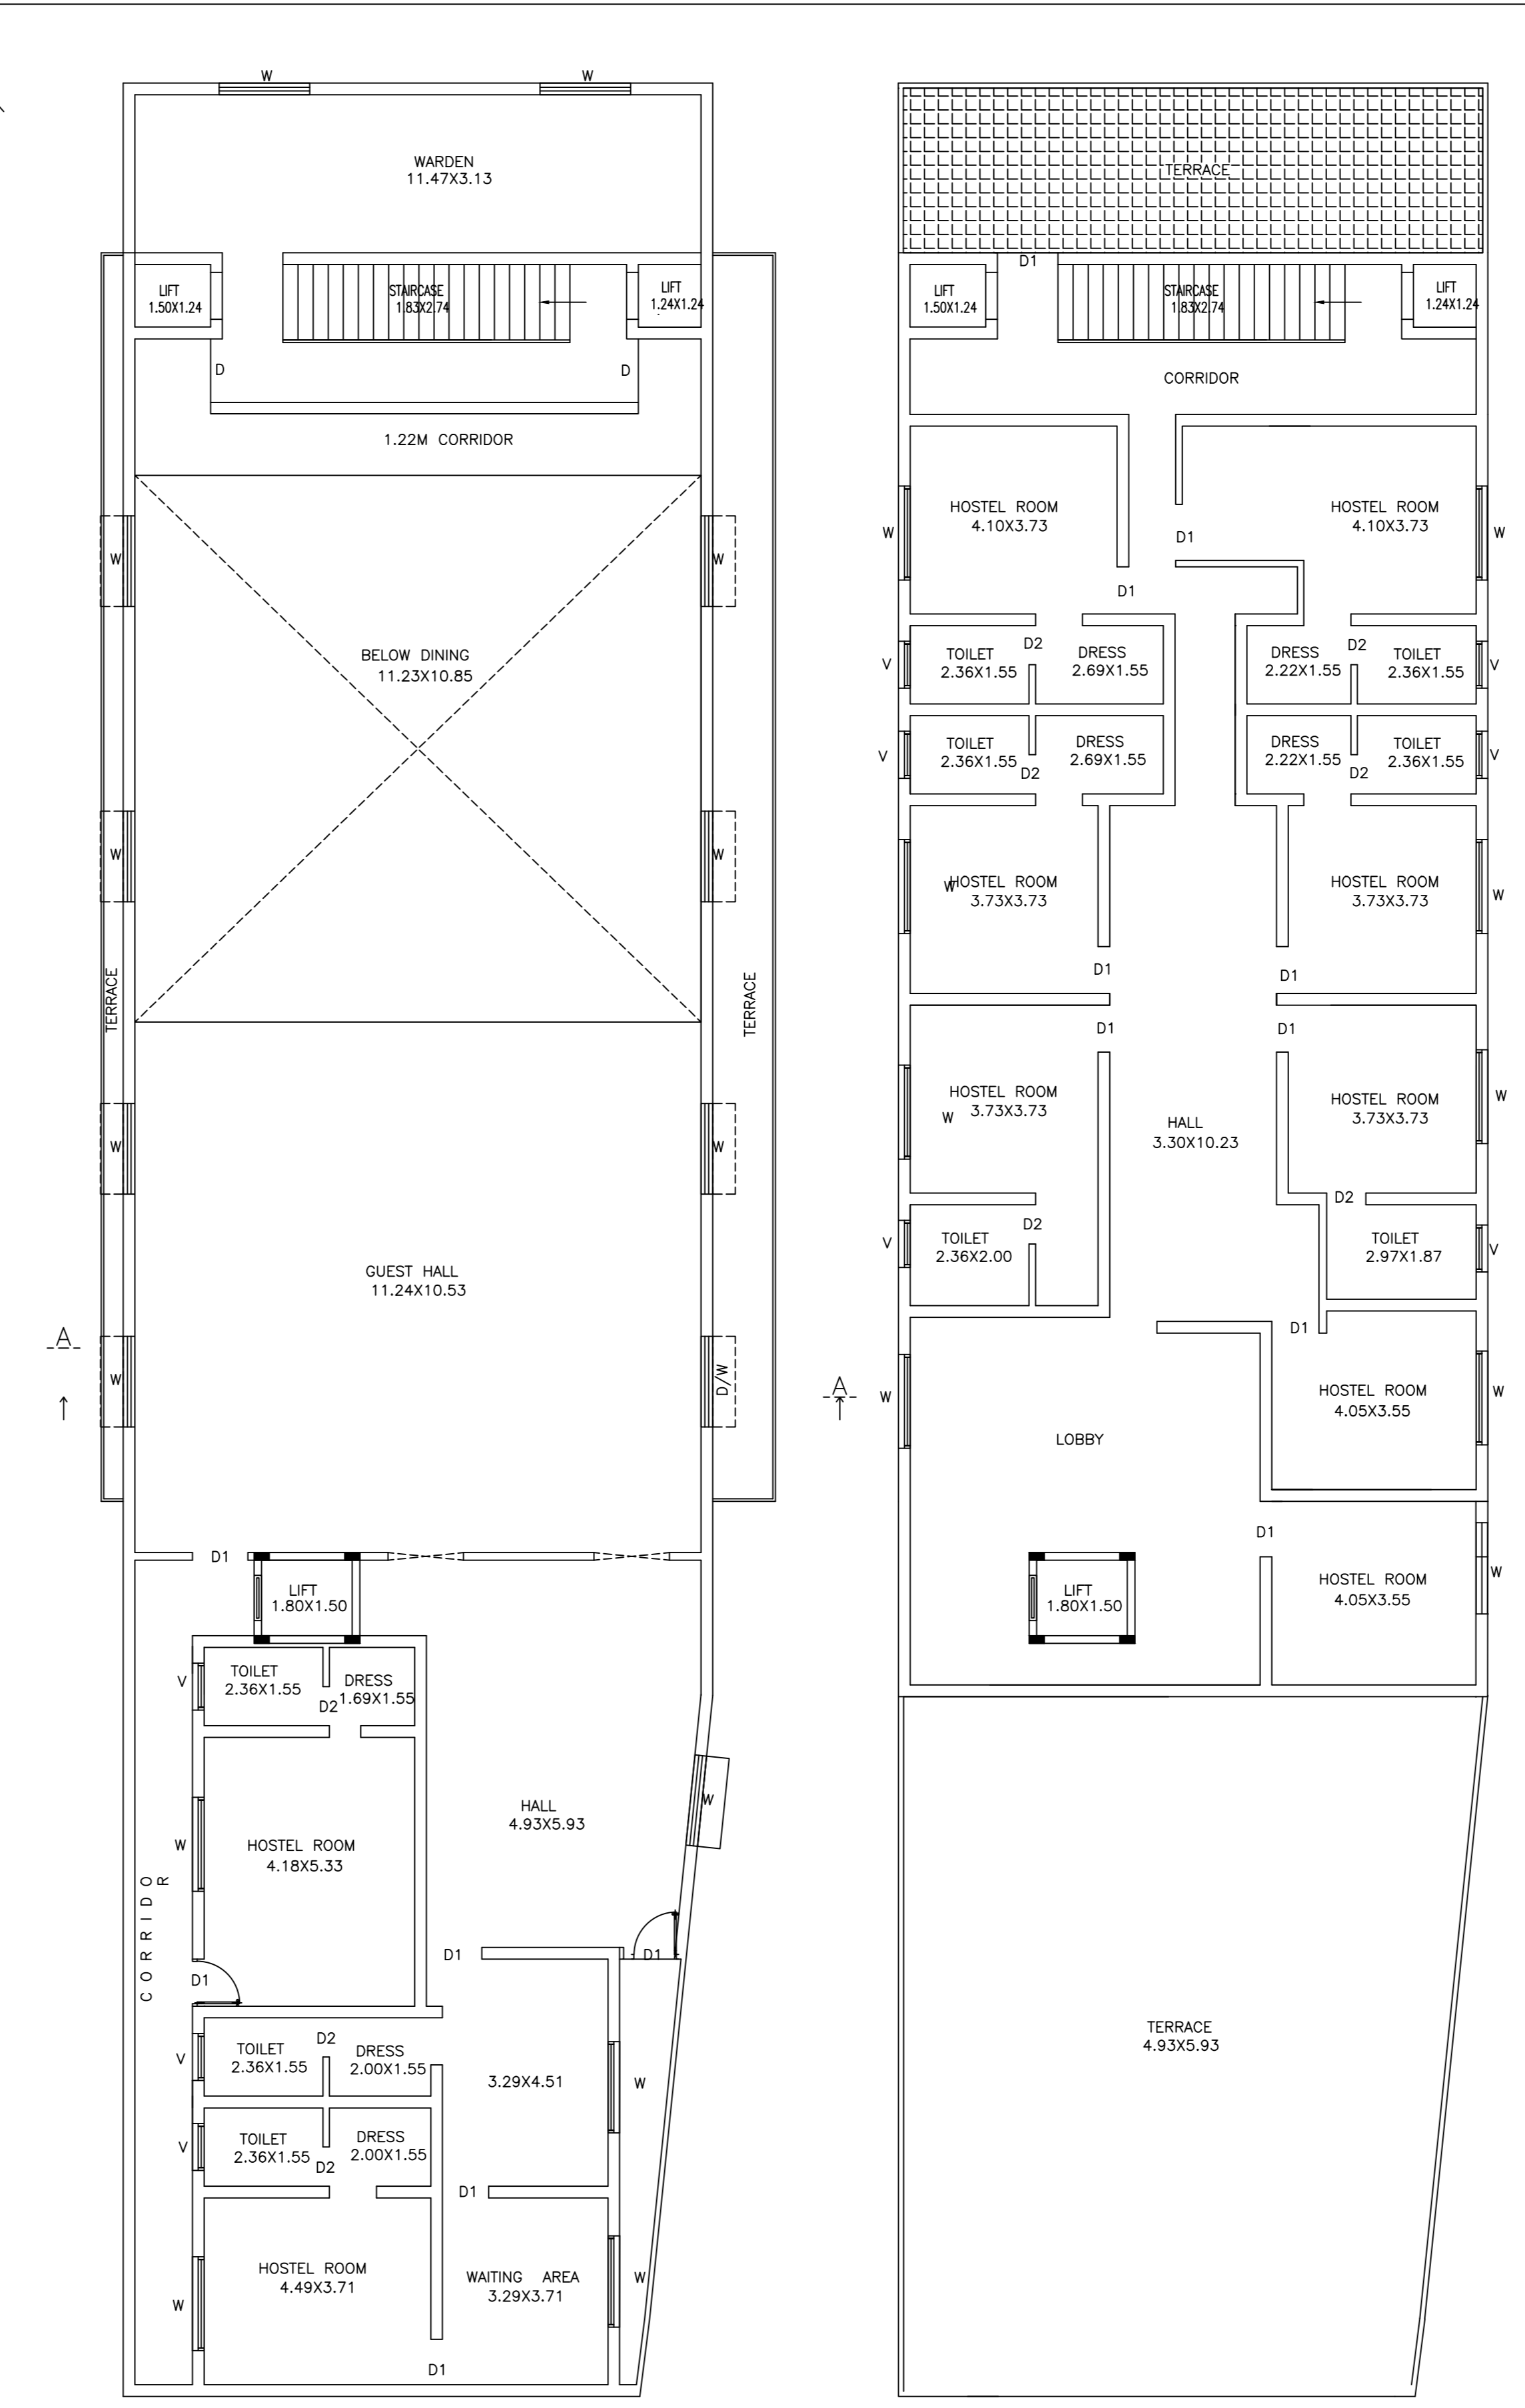 W
W
WARDEN
11.47X3.13
LIFT
1.50X1.24
STAIRCASE
1.83X2.74
LIFT
1.24X1.24
D
D
1.22M CORRIDOR
W
W
BELOW DINING
11.23X10.85
W
W
TERRACE
TERRACE
W
W
GUEST HALL
11.24X10.53
A
W
D/W
D1
LIFT
1.80X1.50
TOILET
2.36X1.55
V
DRESS
1.69X1.55
D2
HALL
4.93X5.93
W
W
HOSTEL ROOM
4.18X5.33
CORRIDOR
D1
D1
D1
TOILET
2.36X1.55
D2
DRESS
2.00X1.55
V
3.29X4.51
W
TOILET
2.36X1.55
DRESS
2.00X1.55
V
D2
D1
HOSTEL ROOM
4.49X3.71
WAITING AREA
3.29X3.71
W
W
D1
TERRACE
D1
LIFT
1.50X1.24
STAIRCASE
1.83X2.74
LIFT
1.24X1.24
CORRIDOR
HOSTEL ROOM
4.10X3.73
HOSTEL ROOM
4.10X3.73
W
D1
W
D1
TOILET
2.36X1.55
D2
DRESS
2.69X1.55
DRESS
2.22X1.55
D2
TOILET
2.36X1.55
V
V
TOILET
2.36X1.55
D2
DRESS
2.69X1.55
DRESS
2.22X1.55
D2
TOILET
2.36X1.55
V
V
W
HOSTEL ROOM
3.73X3.73
HOSTEL ROOM
3.73X3.73
W
D1
D1
D1
D1
HOSTEL ROOM
3.73X3.73
W
HALL
3.30X10.23
HOSTEL ROOM
3.73X3.73
W
D2
D2
TOILET
2.36X2.00
V
TOILET
2.97X1.87
V
D1
A
W
LOBBY
HOSTEL ROOM
4.05X3.55
W
D1
LIFT
1.80X1.50
HOSTEL ROOM
4.05X3.55
W
TERRACE
4.93X5.93